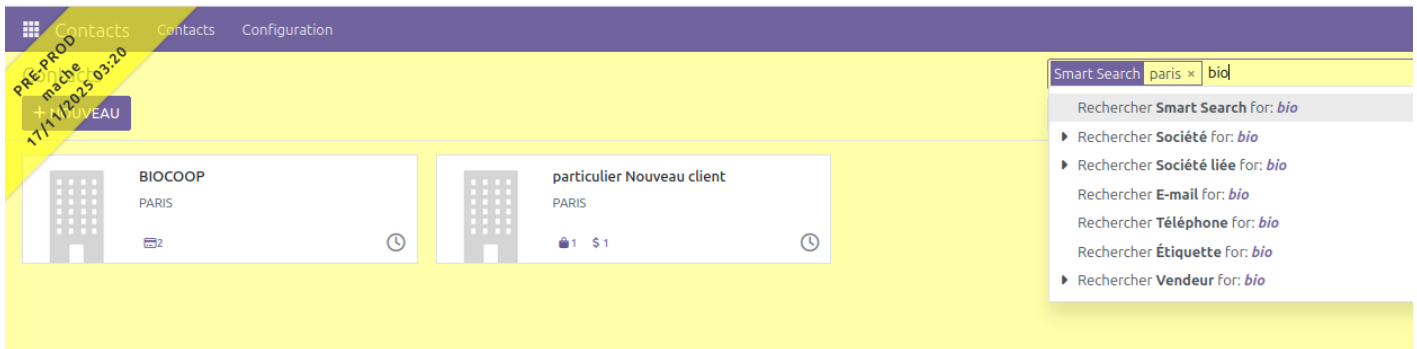 Contacts Contacts Configuration
PRE-PROD
mache
17/11/2025 03:20
Contacts
+ NOUVEAU
Smart Search paris × bio
Rechercher Smart Search for: bio
Rechercher Société for: bio
Rechercher Société liée for: bio
Rechercher E-mail for: bio
Rechercher Téléphone for: bio
Rechercher Étiquette for: bio
Rechercher Vendeur for: bio
BIOCOOP
PARIS
2
particulier Nouveau client
PARIS
1 $ 1